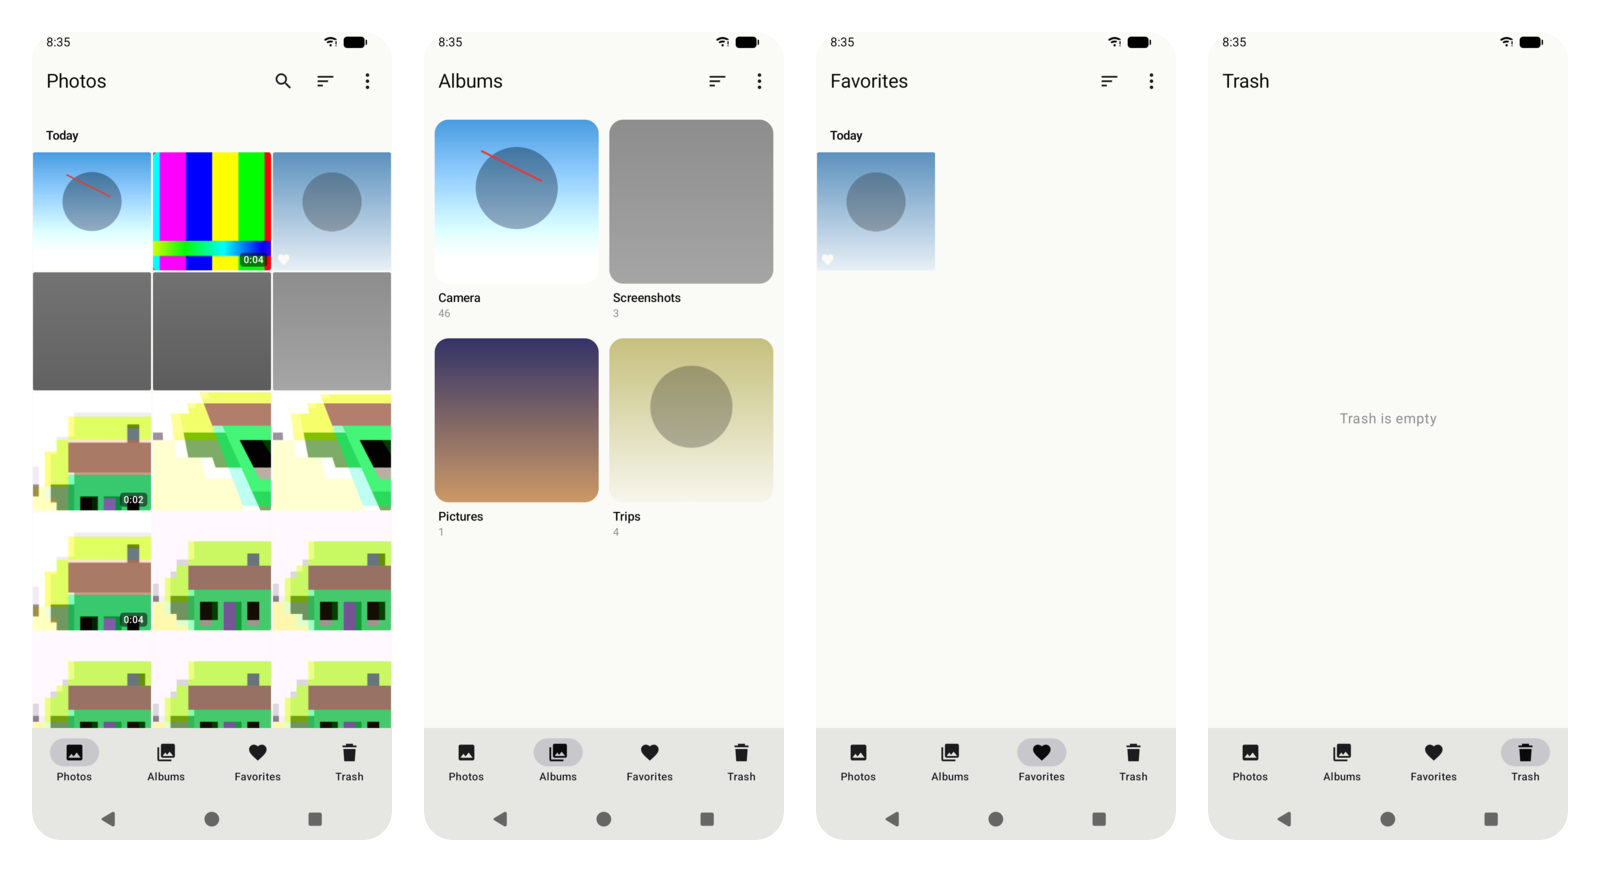 8:35
Photos
Today
0:04
0:02
0:04
Photos
Albums
Favorites
Trash
8:35
Albums
Camera
46
Screenshots
3
Pictures
1
Trips
4
Photos
Albums
Favorites
Trash
8:35
Favorites
Today
Photos
Albums
Favorites
Trash
8:35
Trash
Trash is empty
Photos
Albums
Favorites
Trash